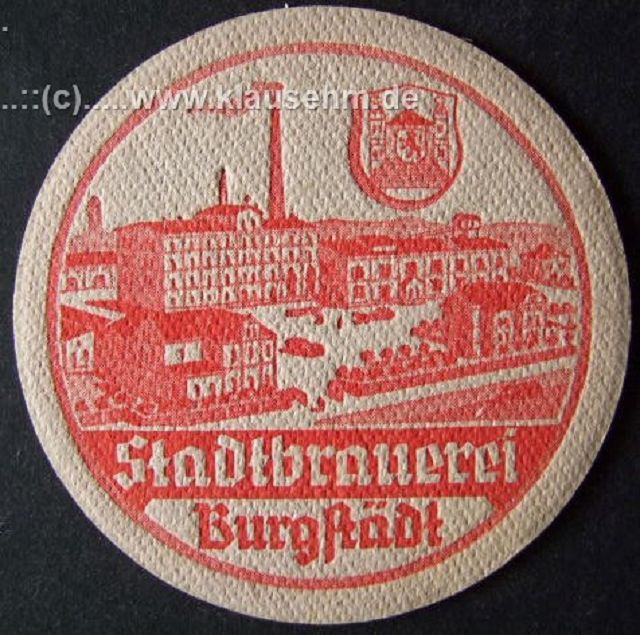 ..::(c).....www.klausehm.de
Stadtbrauerei
Burgstädt